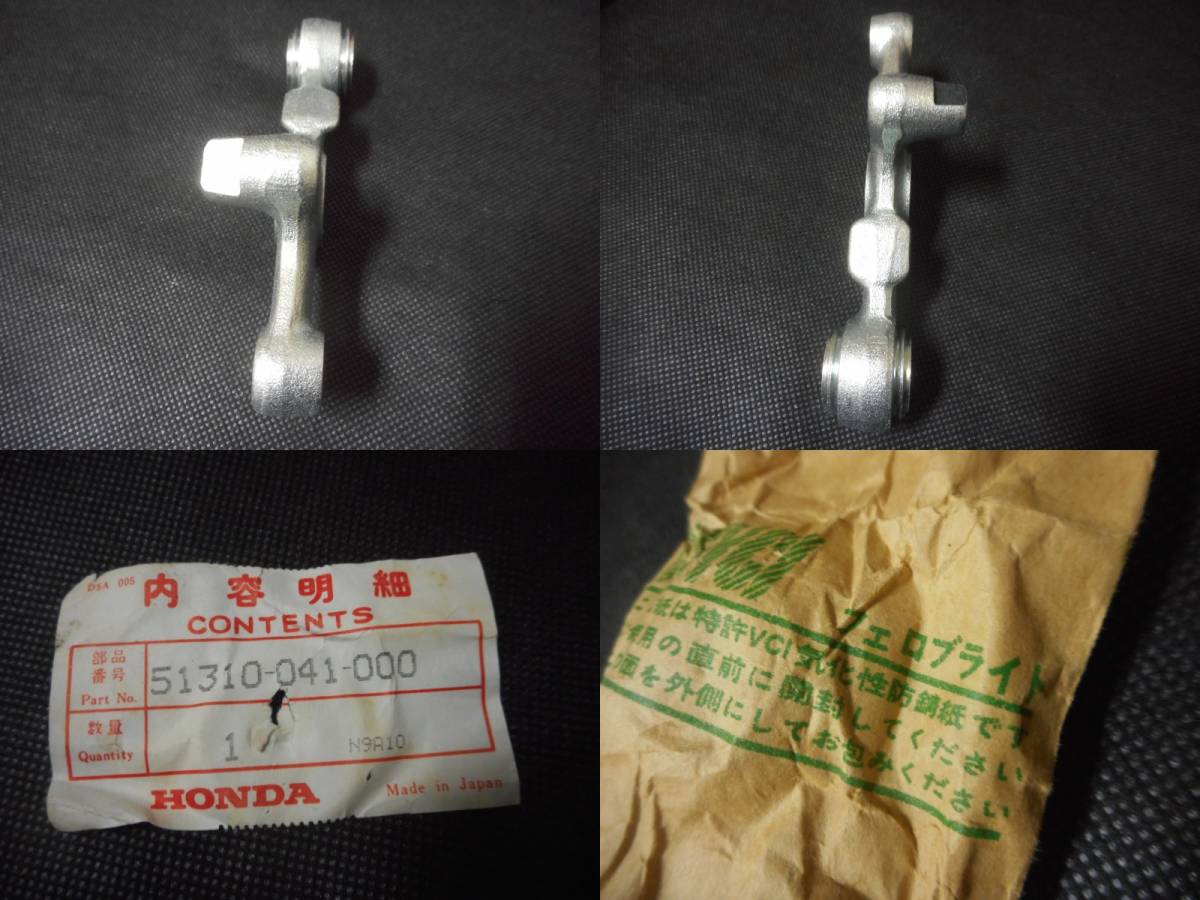 DSA 005
内容明細
CONTENTS
部品
番号
Part No.
51310-041-000
数量
Quantity
1
N9A10
HONDA
Made in Japan
フェロブライト
紙は特許VCI気化性防錆紙です
用の直前に開封してください
面を外側にしてお包みください